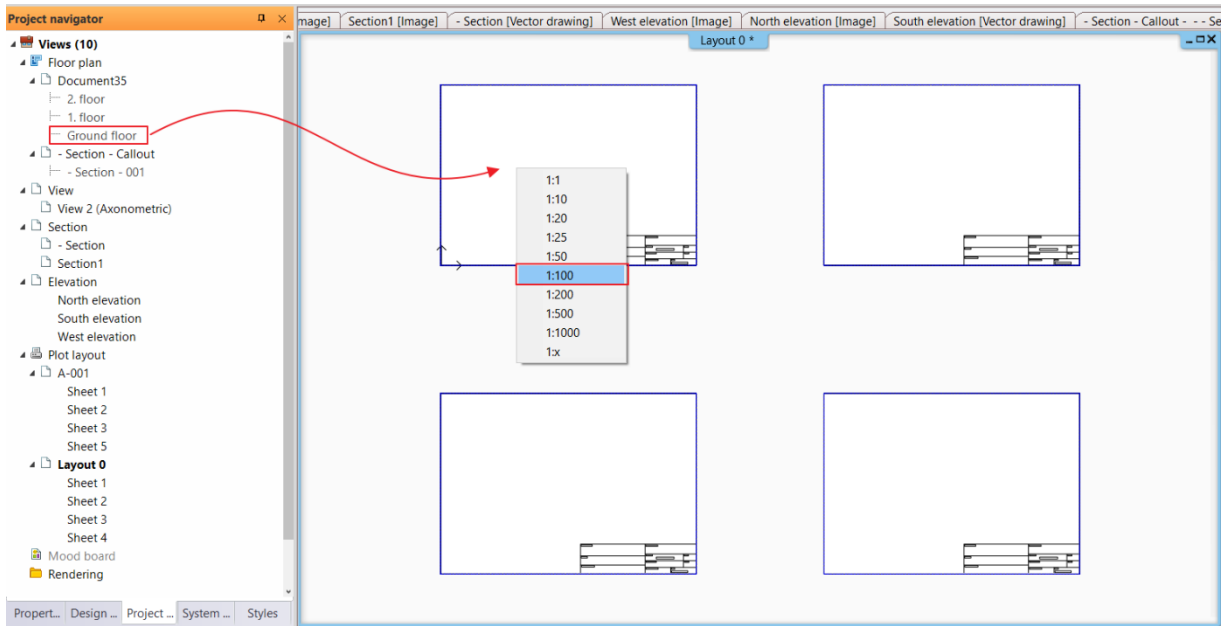 Project navigator
Views (10)
Floor plan
Document35
2. floor
1. floor
Ground floor
- Section - Callout
- Section - 001
View
View 2 (Axonometric)
Section
- Section
Section1
Elevation
North elevation
South elevation
West elevation
Plot layout
A-001
Sheet 1
Sheet 2
Sheet 3
Sheet 5
Layout 0
Sheet 1
Sheet 2
Sheet 3
Sheet 4
Mood board
Rendering
Propert... Design ... Project ... System ... Styles
mage] Section1 [Image] - Section [Vector drawing] West elevation [Image] North elevation [Image] South elevation [Vector drawing] - Section - Callout - - - Se
Layout 0 *
1:1
1:10
1:20
1:25
1:50
1:100
1:200
1:500
1:1000
1:x